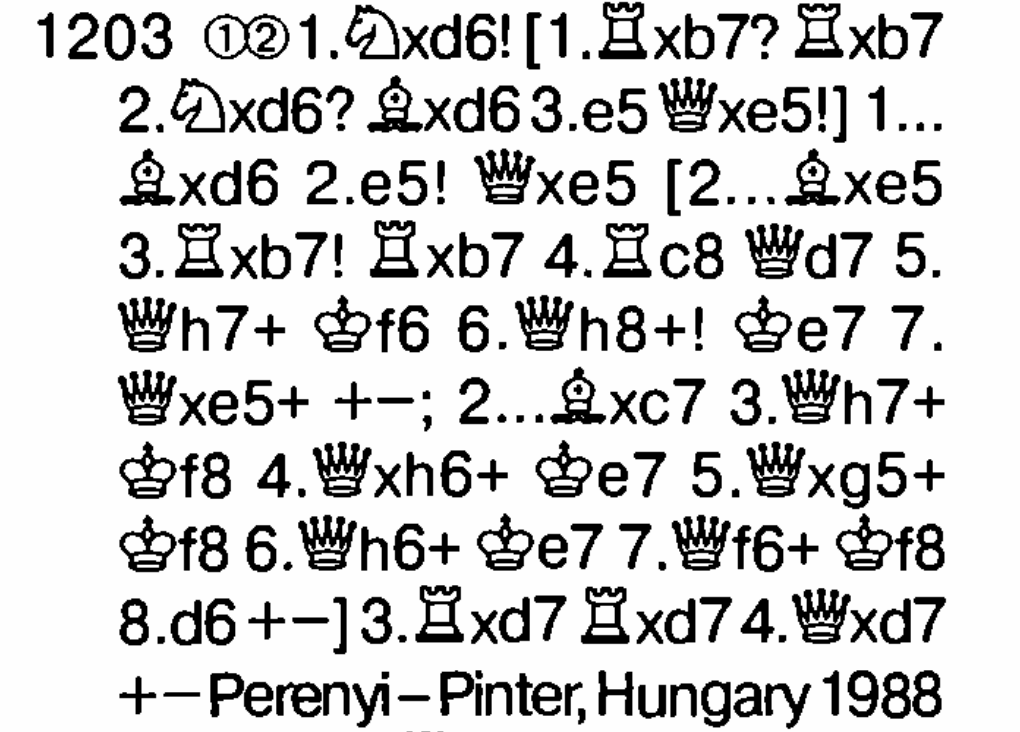 1203 ①② 1.♘xd6! [1.♖xb7? ♖xb7
2.♘xd6? ♗xd6 3.e5 ♕xe5!] 1...
♗xd6 2.e5! ♕xe5 [2...♗xe5
3.♖xb7! ♖xb7 4.♖c8 ♕d7 5.
♕h7+ ♔f6 6.♕h8+! ♔e7 7.
♕xe5+ +−; 2...♗xc7 3.♕h7+
♔f8 4.♕xh6+ ♔e7 5.♕xg5+
♔f8 6.♕h6+ ♔e7 7.♕f6+ ♔f8
8.d6 +−] 3.♖xd7 ♖xd7 4.♕xd7
+− Perenyi – Pinter, Hungary 1988